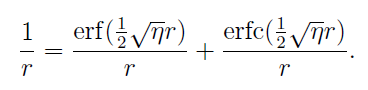 1/r = erf(½√η r)/r + erfc(½√η r)/r.